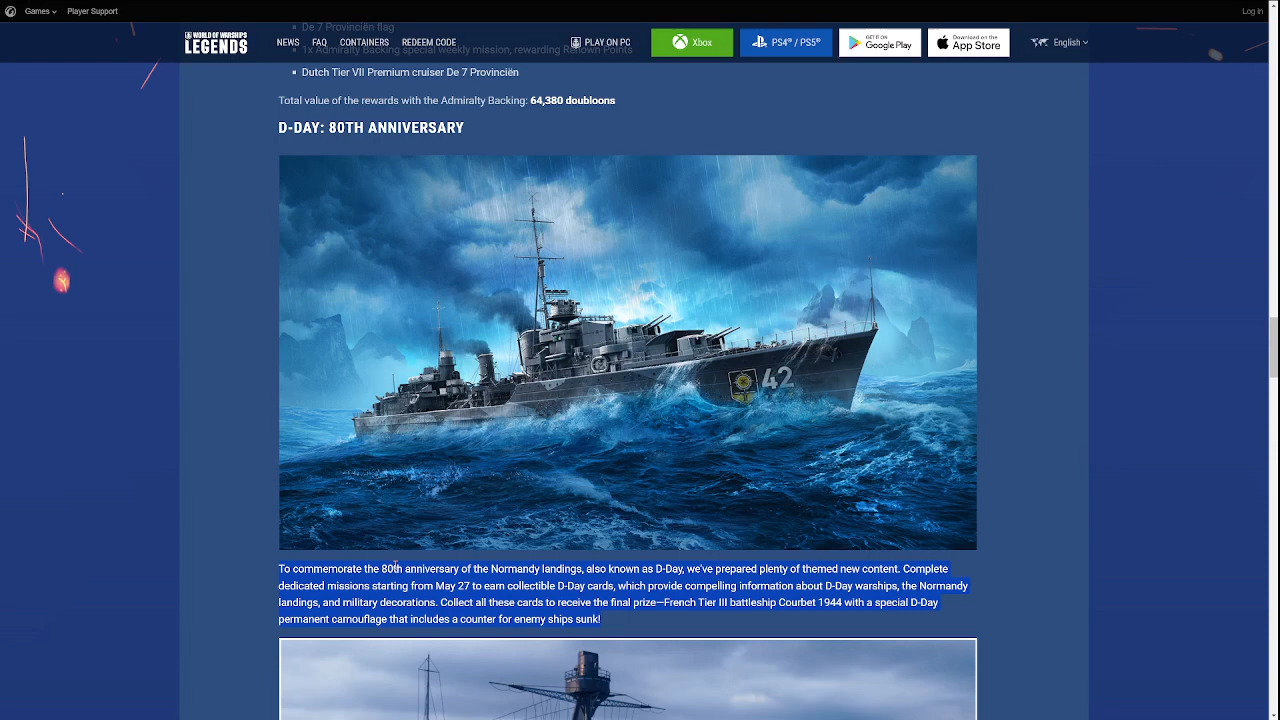 Games
Player Support
Log In
De 7 Provinciën flag
WORLD OF WARSHIPS
LEGENDS
NEWS
FAQ
CONTAINERS
REDEEM CODE
PLAY ON PC
Xbox
PS4® / PS5®
GET IT ON
Google Play
Download on the
App Store
English
1x Admiralty Backing special weekly mission, rewarding Renown Points
Dutch Tier VII Premium cruiser De 7 Provinciën
Total value of the rewards with the Admiralty Backing: 64,380 doubloons
D-DAY: 80TH ANNIVERSARY
42
To commemorate the 80th anniversary of the Normandy landings, also known as D-Day, we've prepared plenty of themed new content. Complete
dedicated missions starting from May 27 to earn collectible D-Day cards, which provide compelling information about D-Day warships, the Normandy
landings, and military decorations. Collect all these cards to receive the final prize—French Tier III battleship Courbet 1944 with a special D-Day
permanent camouflage that includes a counter for enemy ships sunk!